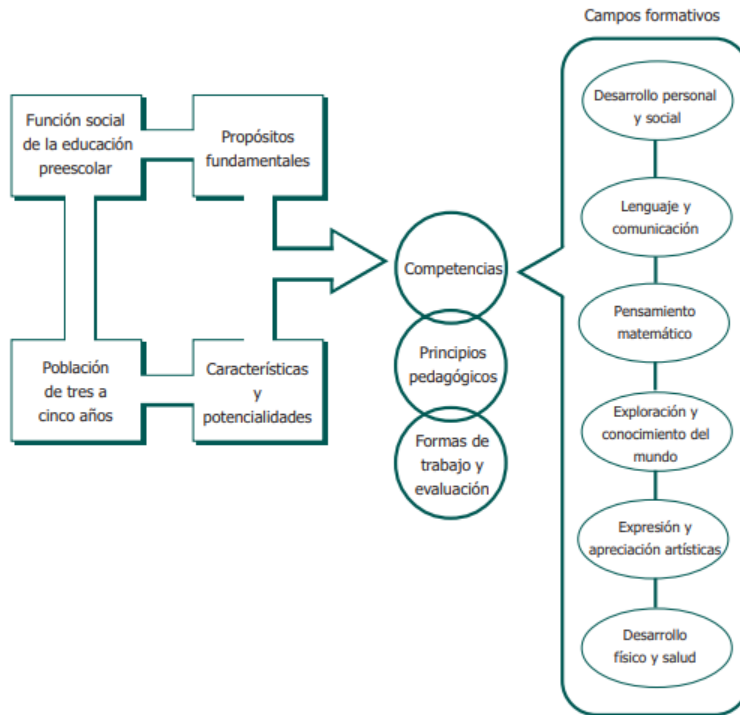 Campos formativos
Función social
de la educación
preescolar
Propósitos
fundamentales
Población
de tres a
cinco años
Características
y
potencialidades
Competencias
Principios
pedagógicos
Formas de
trabajo y
evaluación
Desarrollo personal
y social
Lenguaje y
comunicación
Pensamiento
matemático
Exploración y
conocimiento del
mundo
Expresión y
apreciación artísticas
Desarrollo
físico y salud